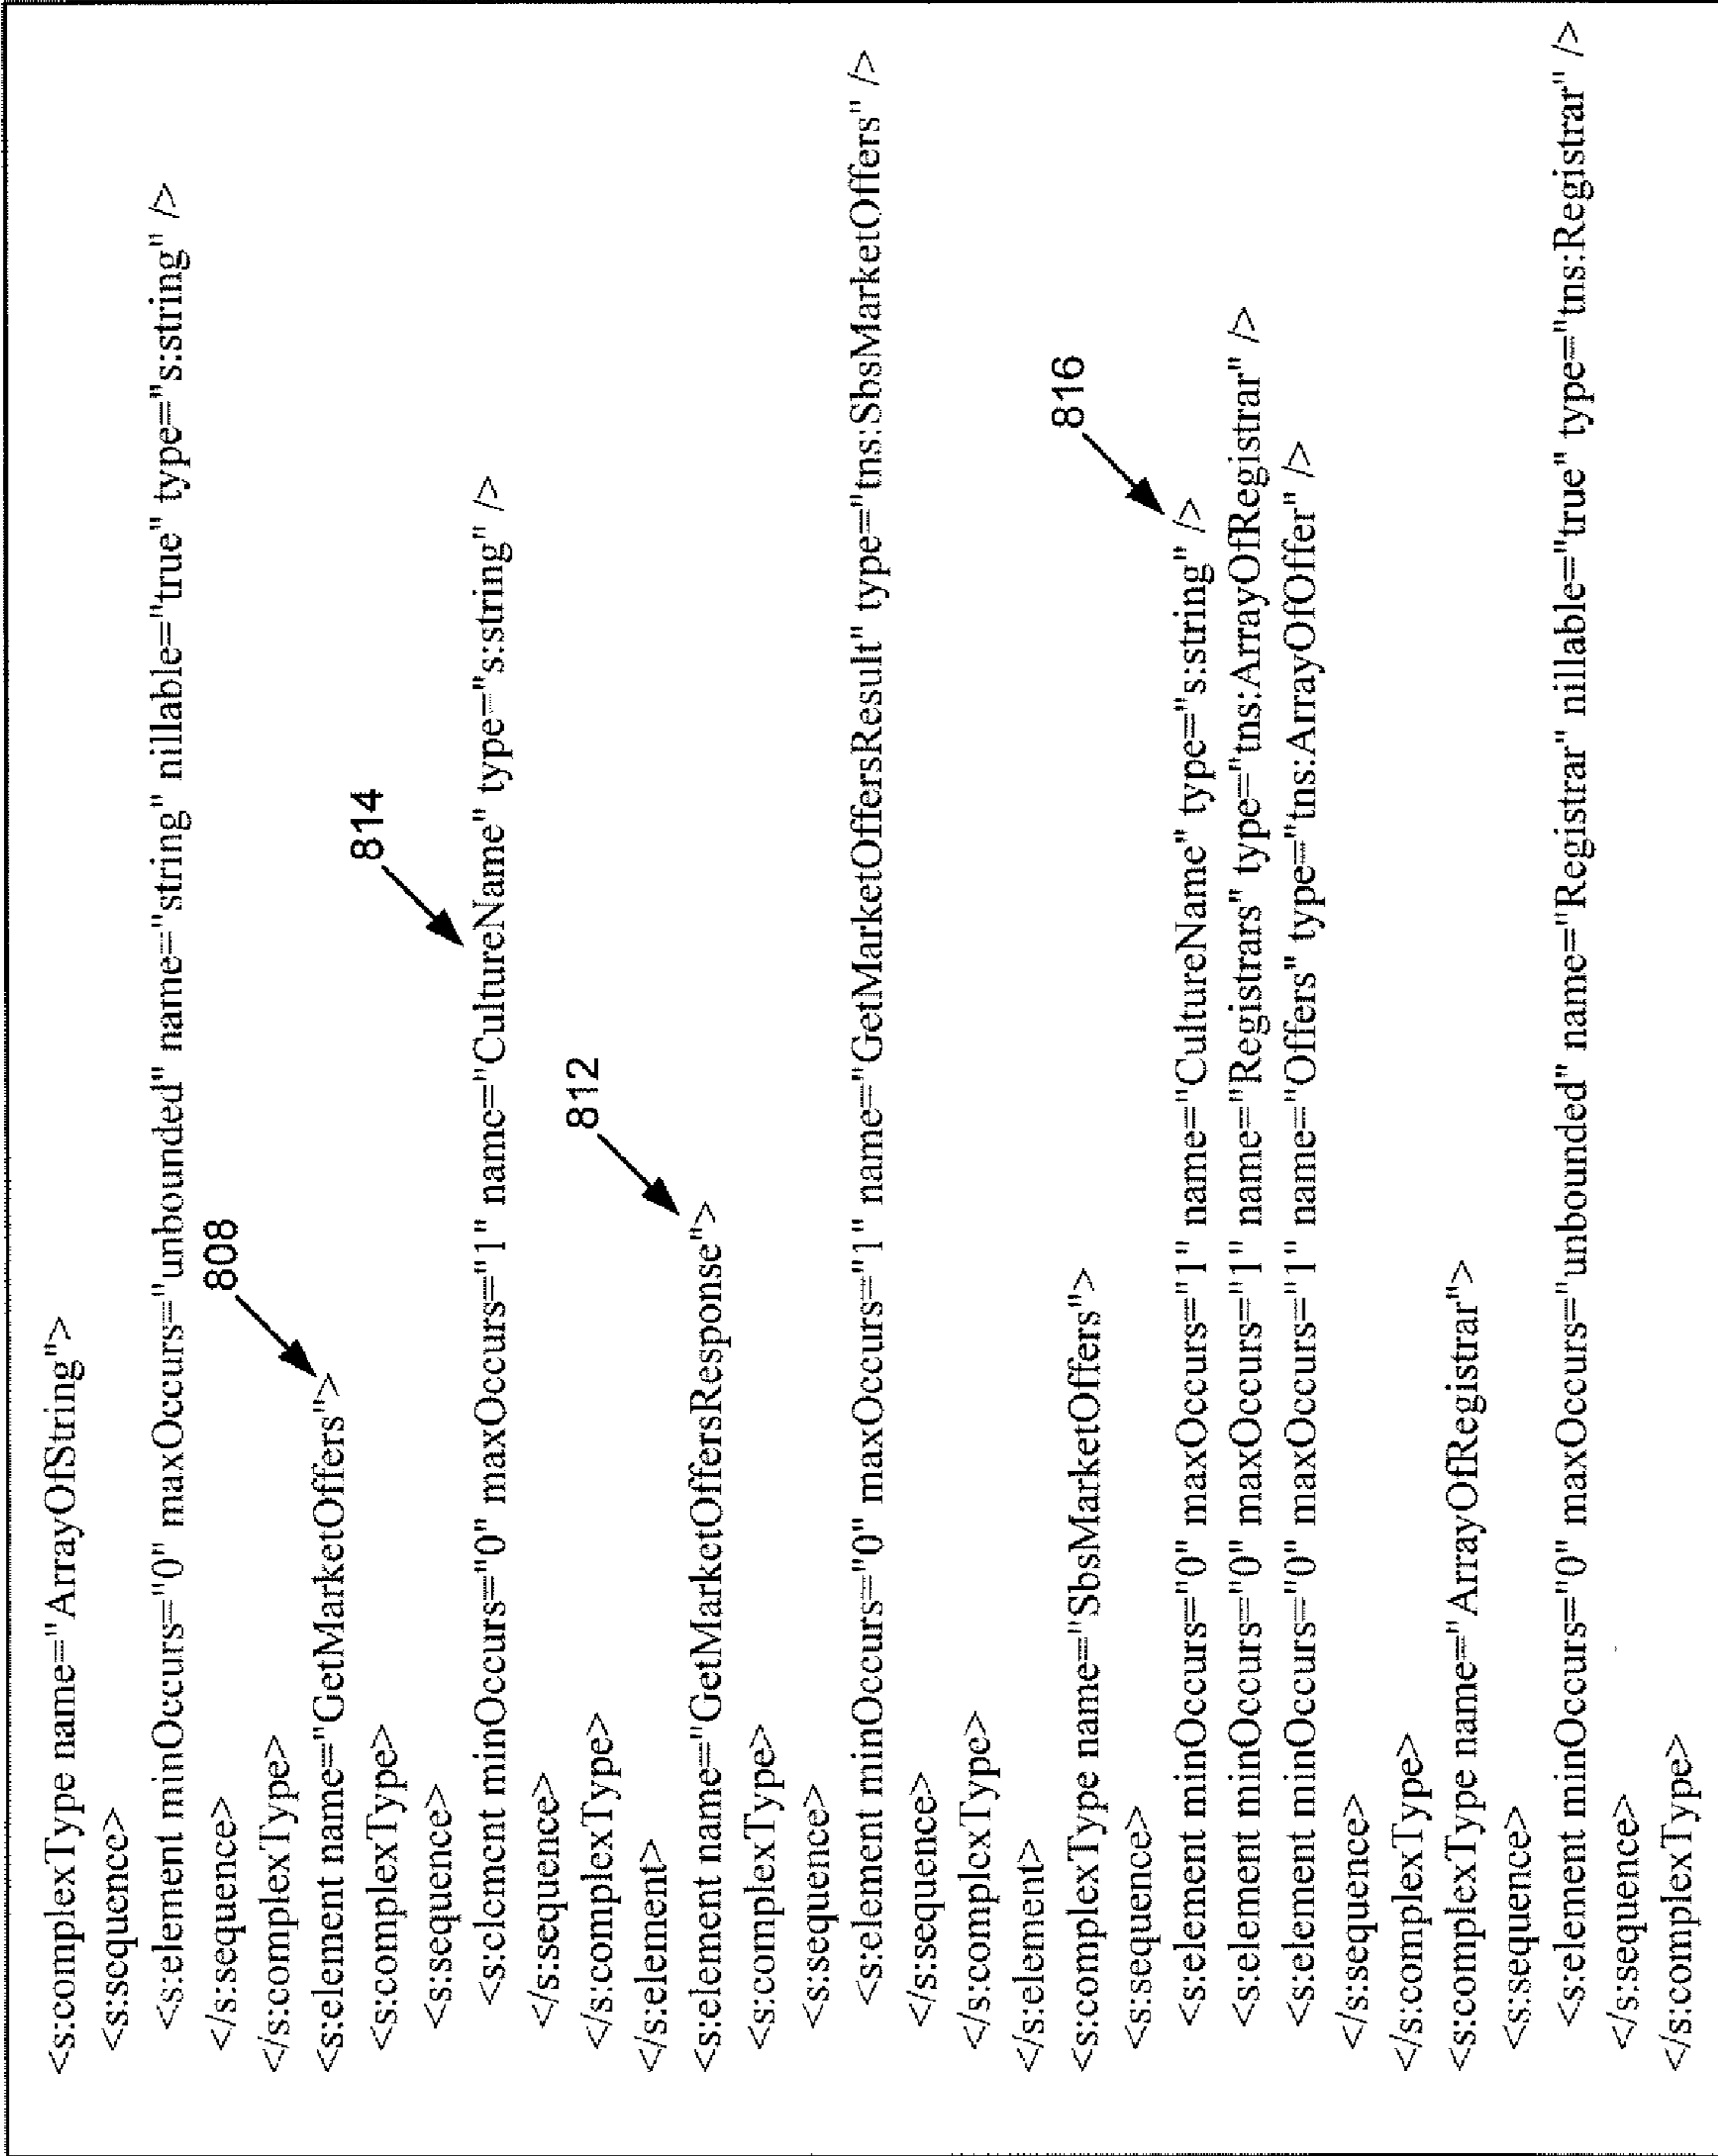 <s:complexType name="ArrayOfString">
<s:sequence>
<s:element minOccurs="0" maxOccurs="unbounded" name="string" nillable="true" type="s:string" />
</s:sequence>
808
</s:complexType>
<s:element name="GetMarketOffers">
<s:complexType>
814
<s:sequence>
<s:element minOccurs="0" maxOccurs="1" name="CultureName" type="s:string" />
</s:sequence>
</s:complexType>
812
</s:element>
<s:element name="GetMarketOffersResponse">
<s:complexType>
<s:sequence>
<s:element minOccurs="0" maxOccurs="1" name="GetMarketOffersResult" type="tns:SbsMarketOffers" />
</s:sequence>
</s:complexType>
</s:element>
<s:complexType name="SbsMarketOffers">
816
<s:sequence>
<s:element minOccurs="0" maxOccurs="1" name="CultureName" type="s:string" />
<s:element minOccurs="0" maxOccurs="1" name="Registrars" type="tns:ArrayOfRegistrar" />
<s:element minOccurs="0" maxOccurs="1" name="Offers" type="tns:ArrayOfOffer" />
</s:sequence>
</s:complexType>
<s:complexType name="ArrayOfRegistrar">
<s:sequence>
<s:element minOccurs="0" maxOccurs="unbounded" name="Registrar" nillable="true" type="tns:Registrar" />
</s:sequence>
</s:complexType>